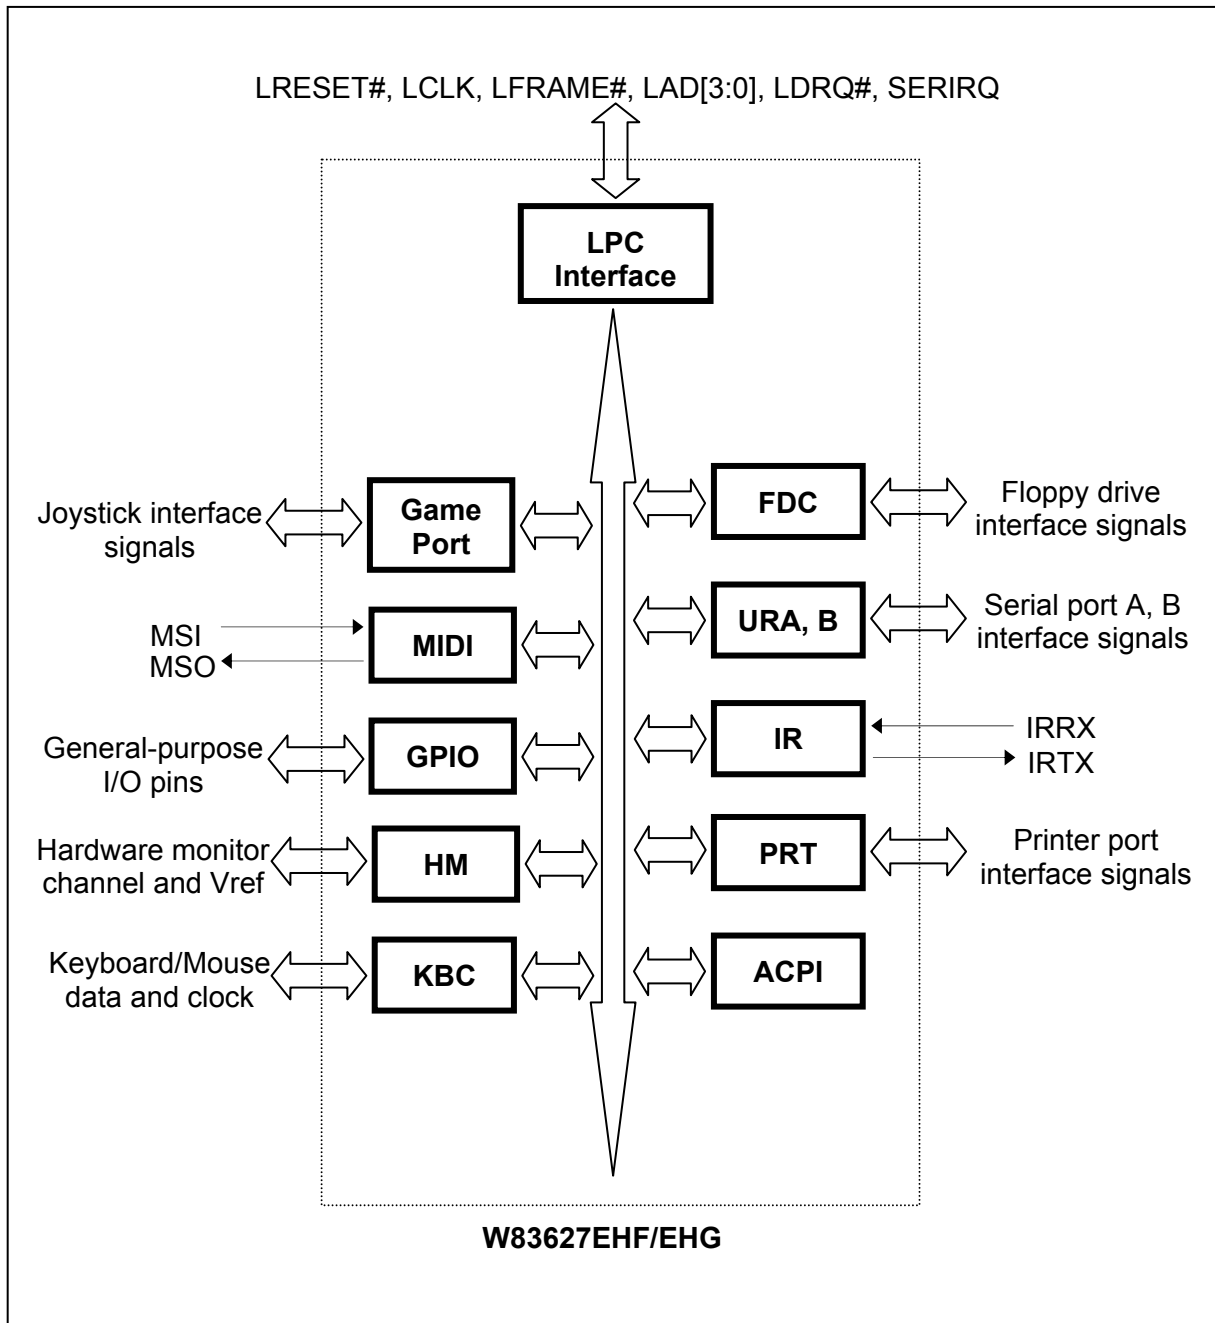 LRESET#, LCLK, LFRAME#, LAD[3:0], LDRQ#, SERIRQ
LPC
Interface
Joystick interface
signals
Game
Port
FDC
Floppy drive
interface signals
MSI
MSO
MIDI
URA, B
Serial port A, B
interface signals
General-purpose
I/O pins
GPIO
IR
IRRX
IRTX
Hardware monitor
channel and Vref
HM
PRT
Printer port
interface signals
Keyboard/Mouse
data and clock
KBC
ACPI
W83627EHF/EHG